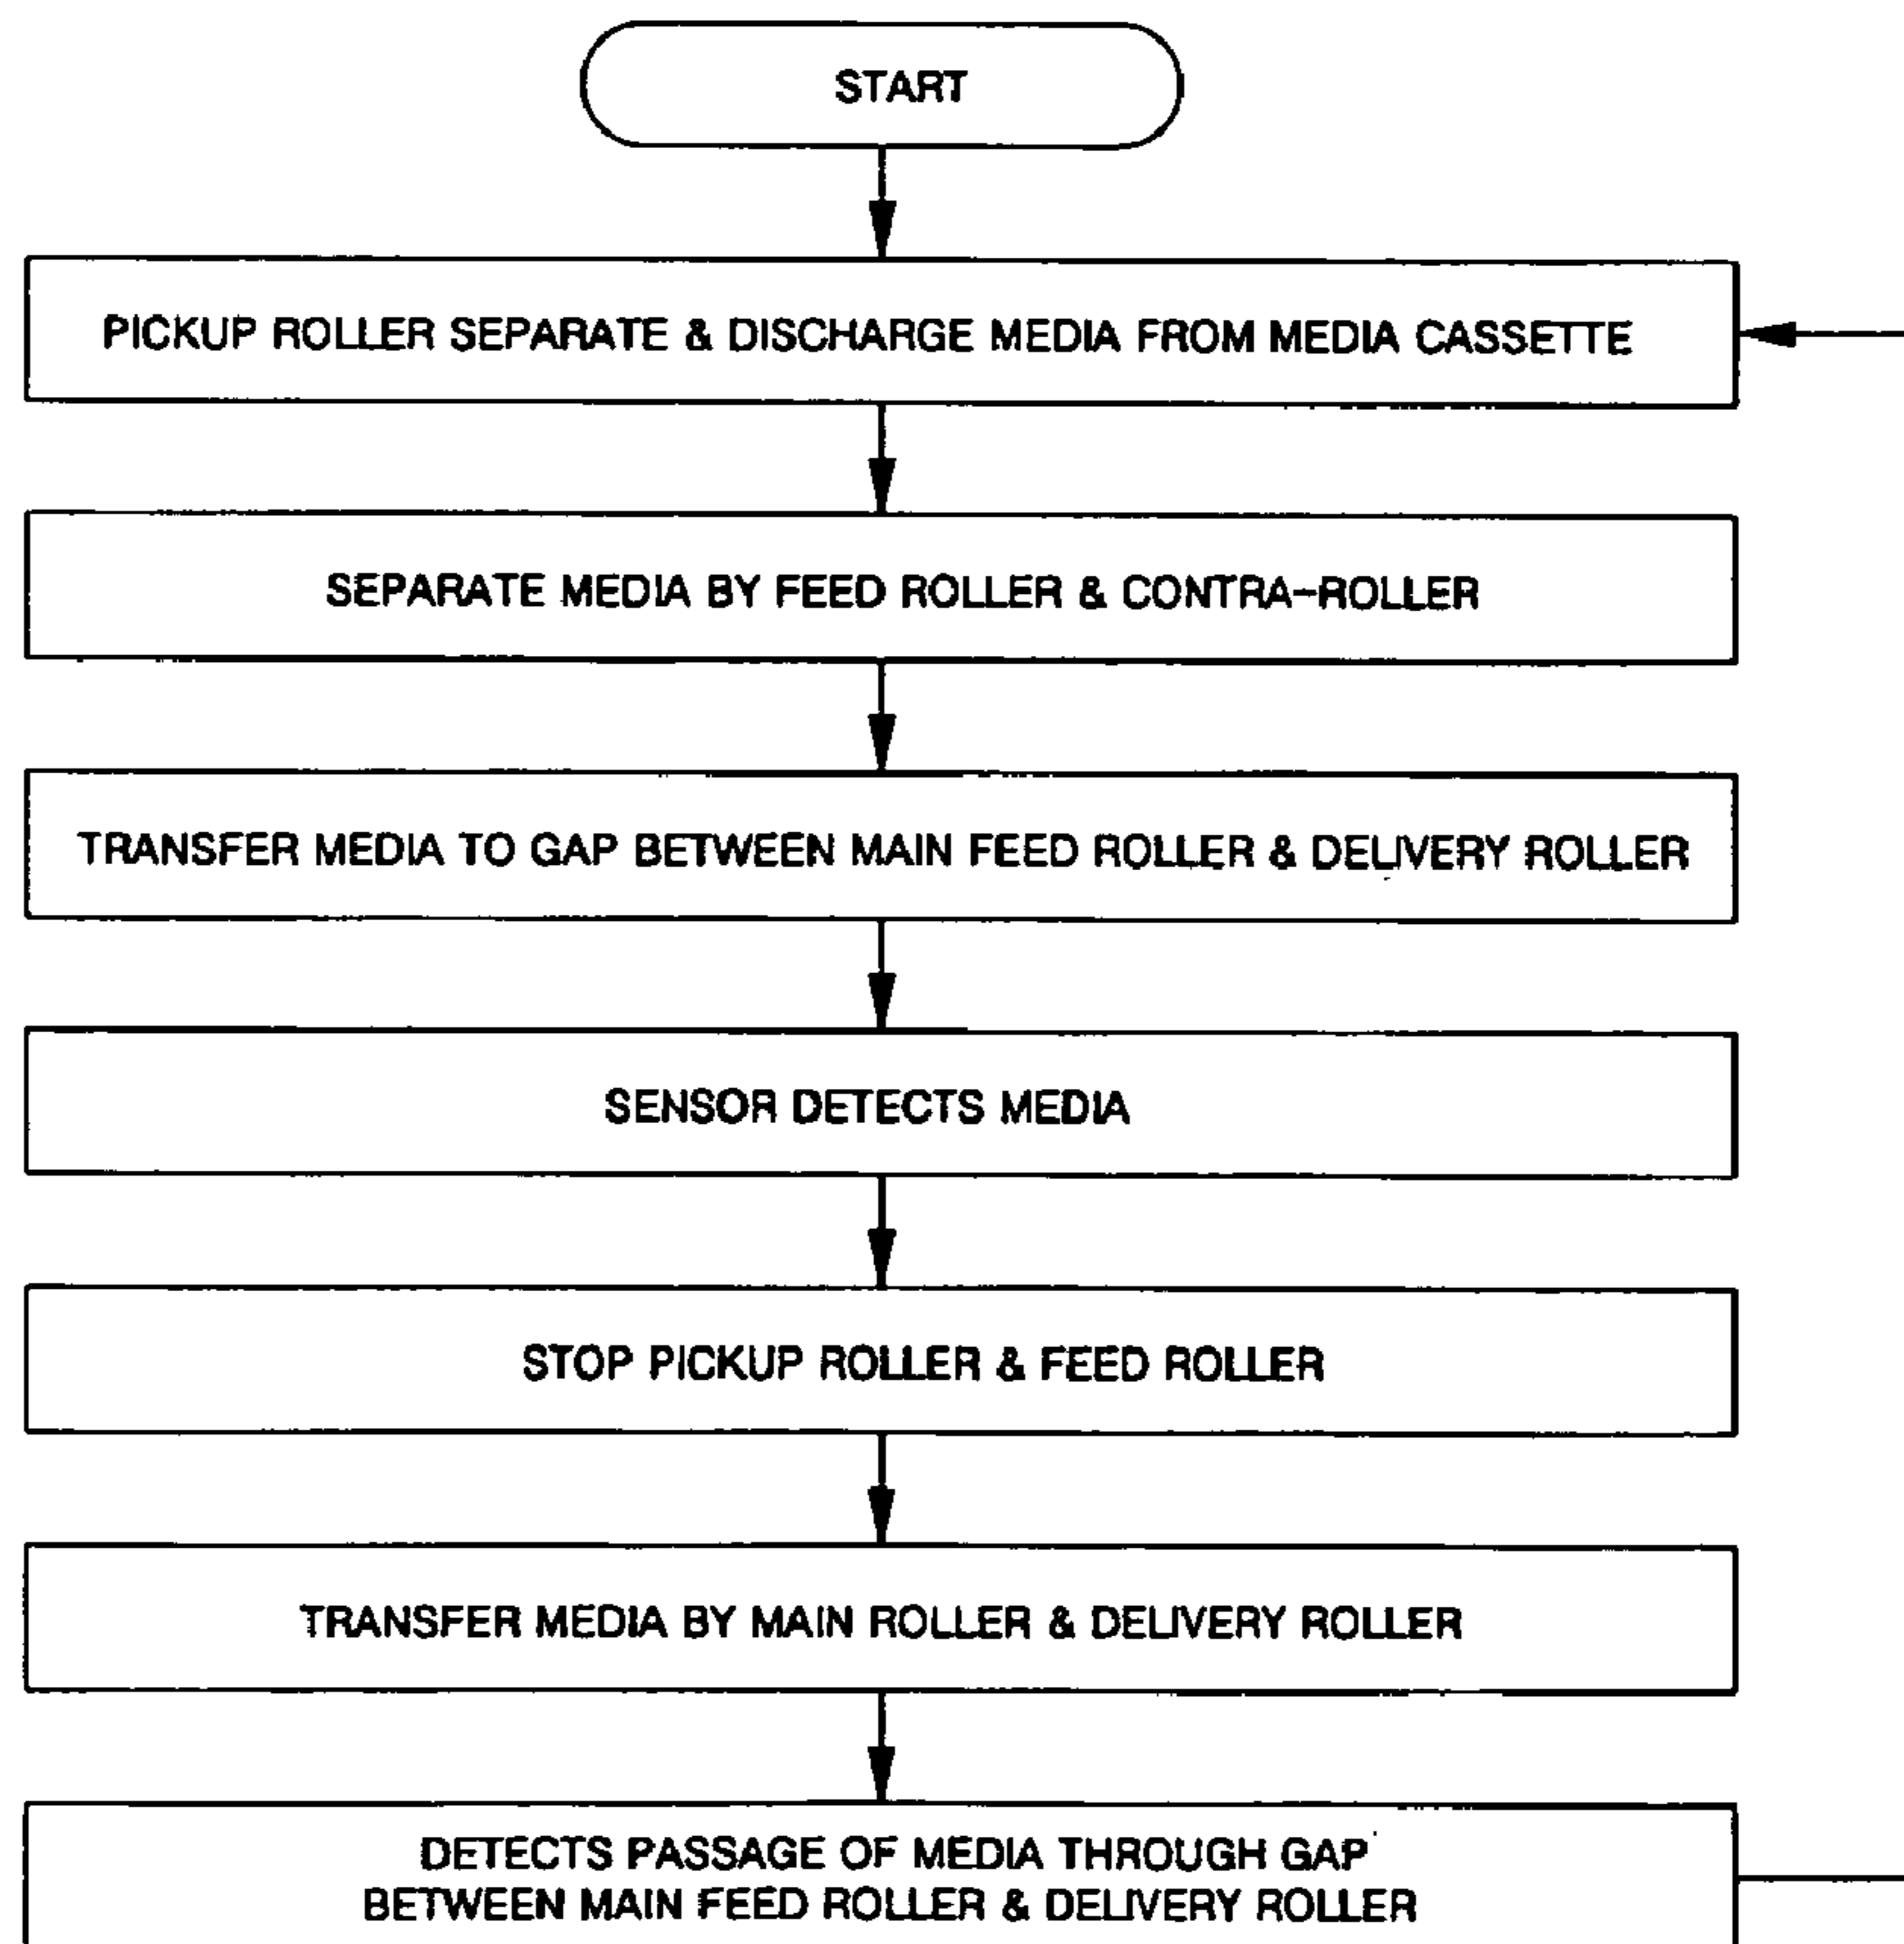 START
PICKUP ROLLER SEPARATE & DISCHARGE MEDIA FROM MEDIA CASSETTE
SEPARATE MEDIA BY FEED ROLLER & CONTRA-ROLLER
TRANSFER MEDIA TO GAP BETWEEN MAIN FEED ROLLER & DELIVERY ROLLER
SENSOR DETECTS MEDIA
STOP PICKUP ROLLER & FEED ROLLER
TRANSFER MEDIA BY MAIN ROLLER & DELIVERY ROLLER
DETECTS PASSAGE OF MEDIA THROUGH GAP
BETWEEN MAIN FEED ROLLER & DELIVERY ROLLER